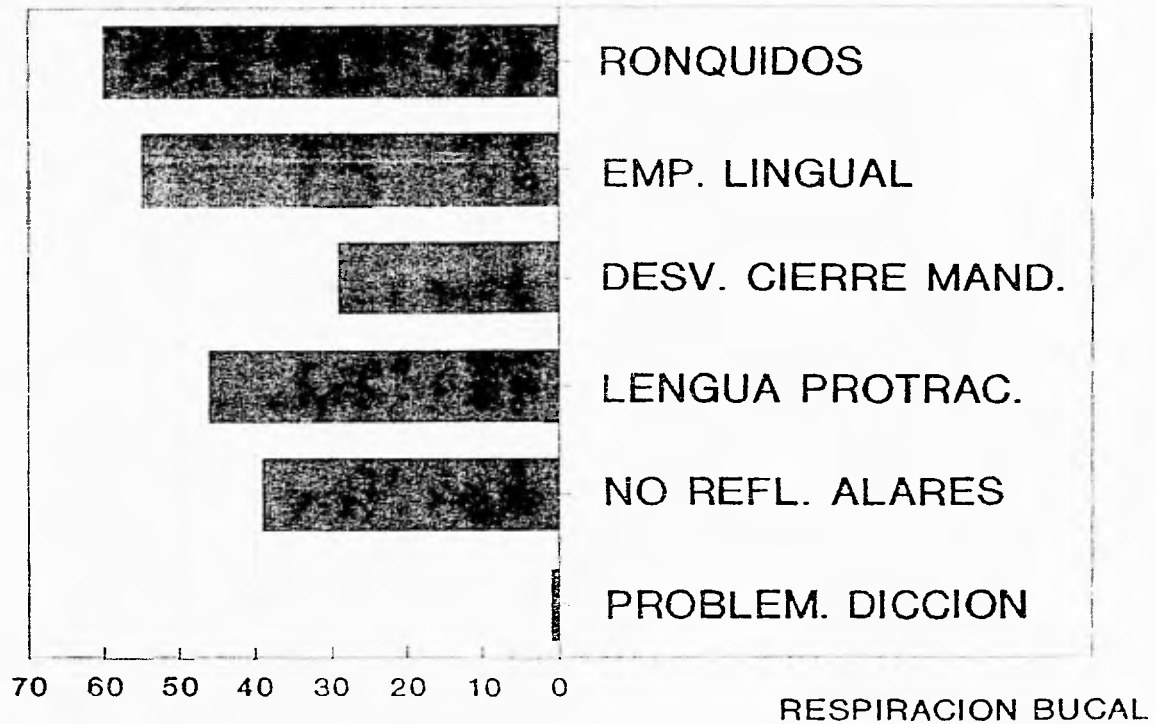 RONQUIDOS
EMP. LINGUAL
DESV. CIERRE MAND.
LENGUA PROTRAC.
NO REFL. ALARES
PROBLEM. DICCION
70 60 50 40 30 20 10 0
RESPIRACION BUCAL